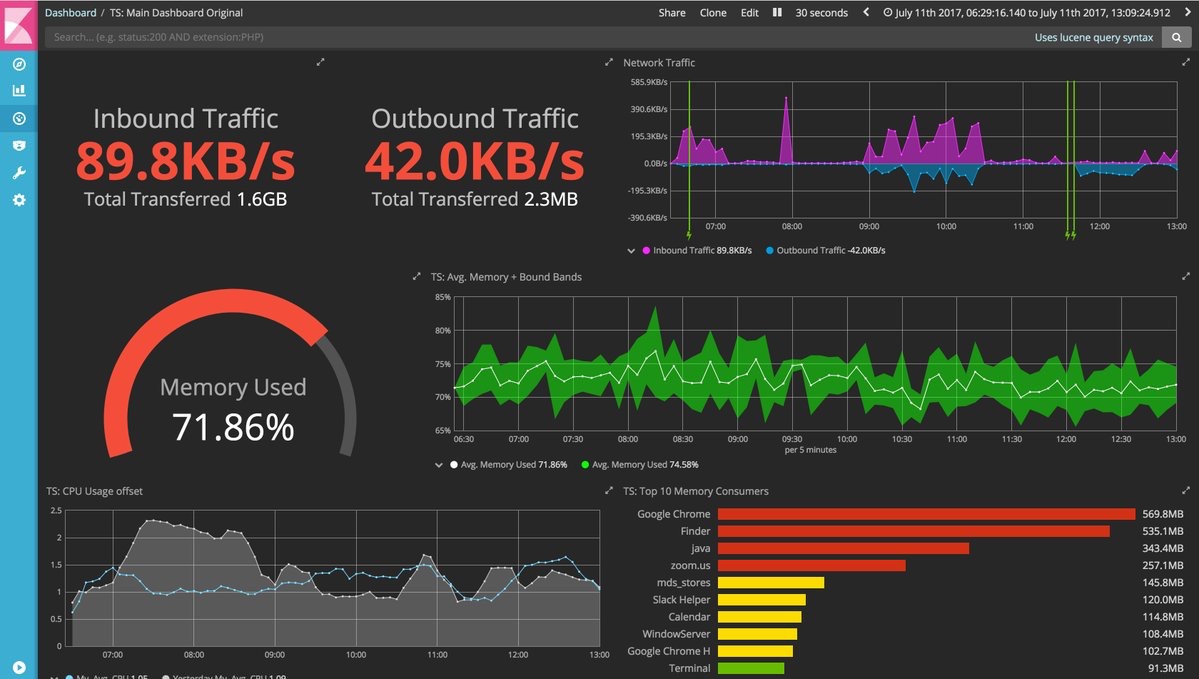 Dashboard / TS: Main Dashboard Original
Share Clone Edit 30 seconds July 11th 2017, 06:29:16.140 to July 11th 2017, 13:09:24.912
Search... (e.g. status:200 AND extension:PHP)
Uses lucene query syntax
Inbound Traffic
89.8KB/s
Total Transferred 1.6GB
Outbound Traffic
42.0KB/s
Total Transferred 2.3MB
Network Traffic
585.9KB/s
390.6KB/s
195.3KB/s
0.0B/s
-195.3KB/s
-390.6KB/s
07:00 08:00 09:00 10:00 11:00 12:00 13:00
Inbound Traffic 89.8KB/s Outbound Traffic -42.0KB/s
Memory Used
71.86%
TS: Avg. Memory + Bound Bands
85%
80%
75%
70%
65%
06:30 07:00 07:30 08:00 08:30 09:00 09:30 10:00 10:30 11:00 11:30 12:00 12:30 13:00
per 5 minutes
Avg. Memory Used 71.86% Avg. Memory Used 74.58%
TS: CPU Usage offset
2.5
2
1.5
1
0.5
0
07:00 08:00 09:00 10:00 11:00 12:00 13:00
My. Avg. CPU 1.05 Yesterday My. Avg. CPU 1.09
TS: Top 10 Memory Consumers
Google Chrome 569.8MB
Finder 535.1MB
java 343.4MB
zoom.us 257.1MB
mds_stores 145.8MB
Slack Helper 120.0MB
Calendar 114.8MB
WindowServer 108.4MB
Google Chrome H 102.7MB
Terminal 91.3MB